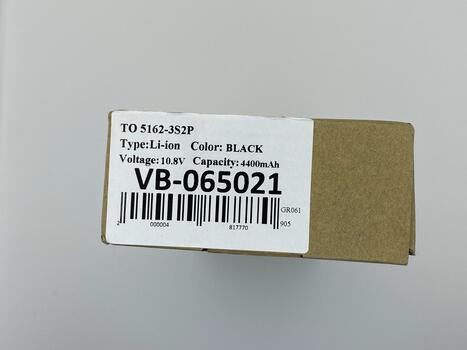 TO 5162-3S2P
Type:Li-ion Color: BLACK
Voltage: 10.8V Capacity: 4400mAh
VB-065021
GR061
905
2 000004 817770